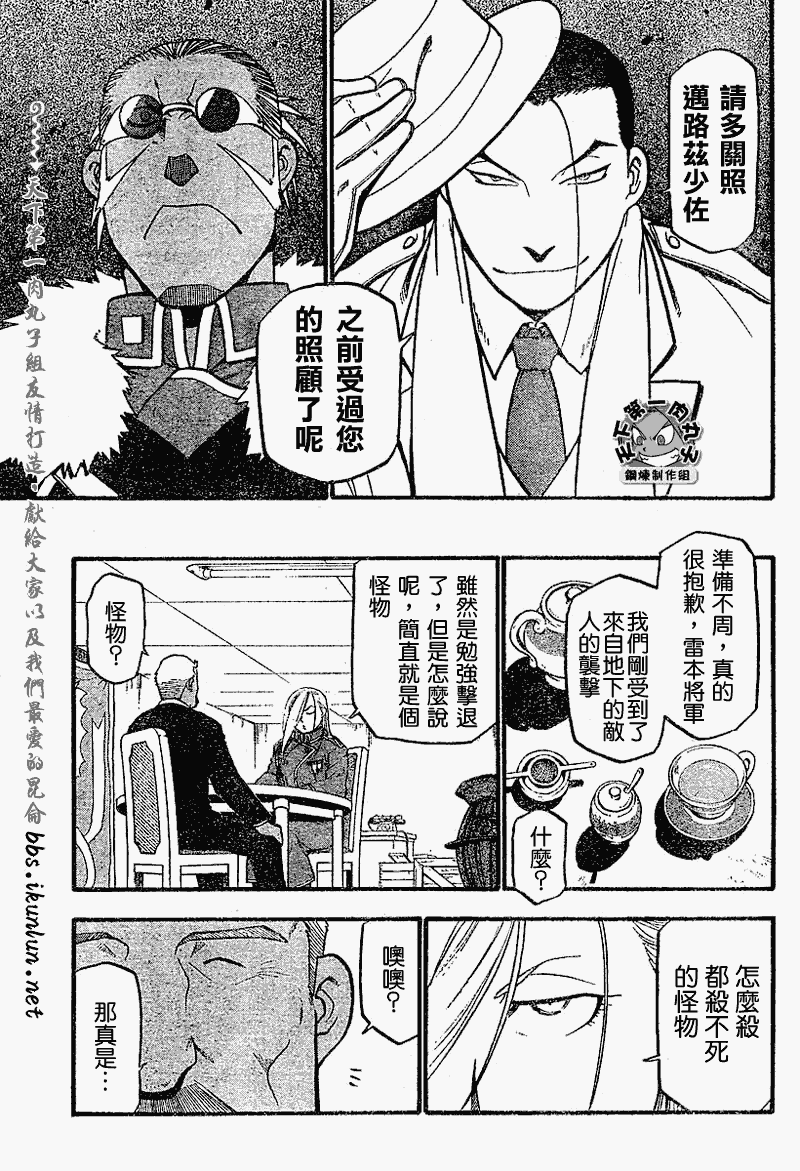 請多關照
邁路茲少佐
之前受過您
的照顧了呢
天下第一肉丸子
鋼煉制作組
準備不周，真的
很抱歉，雷本將軍
我們剛受到了
來自地下的敵
人的襲擊
什麼？
雖然是勉強擊退
了，但是怎麼說
呢，簡直就是個
怪物
怪物？
怎麼殺
都殺不死
的怪物
噢噢？
那真是…
天下第一肉丸子組友情打造，獻給大家以及我們最愛的昆侖 bbs.ikunlun.net